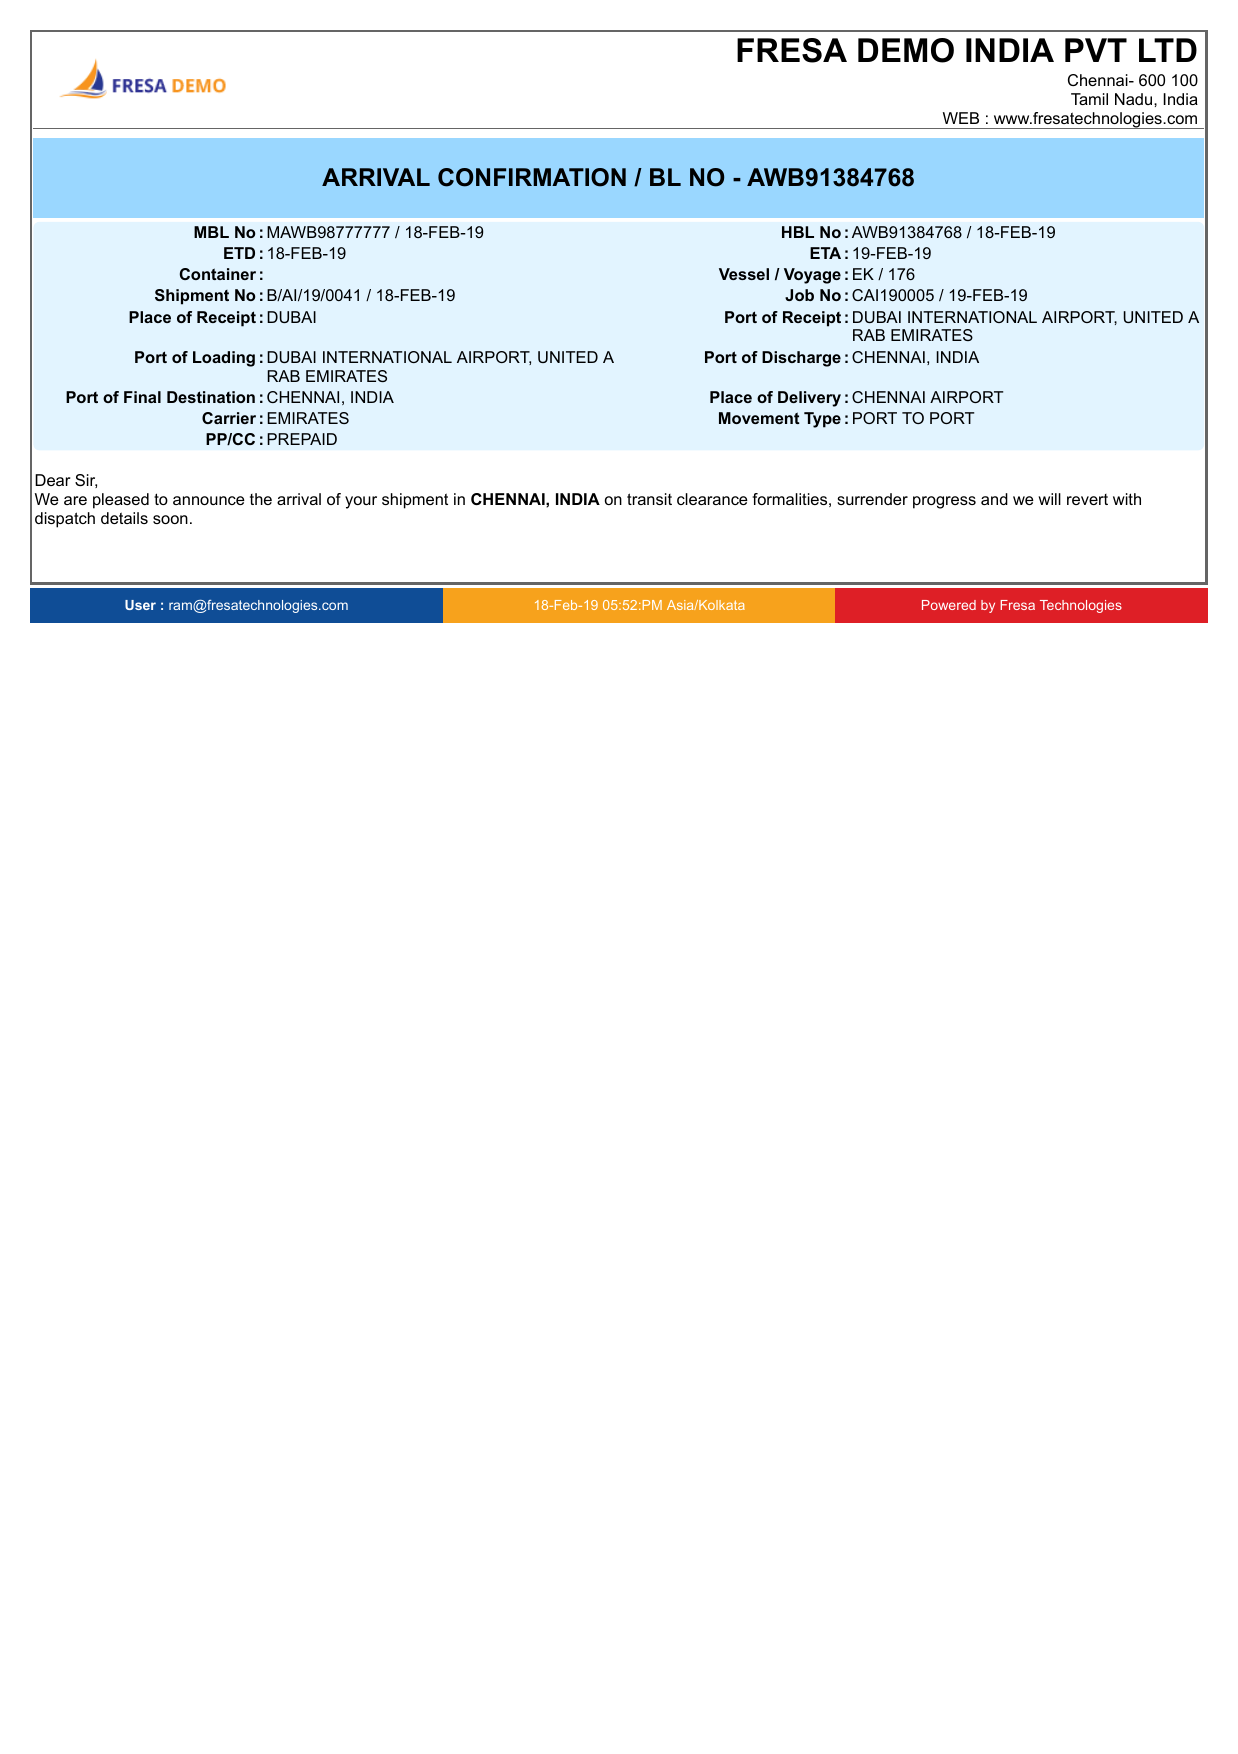 FRESA DEMO
FRESA DEMO INDIA PVT LTD
Chennai- 600 100
Tamil Nadu, India
WEB : www.fresatechnologies.com
ARRIVAL CONFIRMATION / BL NO - AWB91384768
MBL No : MAWB98777777 / 18-FEB-19 HBL No : AWB91384768 / 18-FEB-19
ETD : 18-FEB-19 ETA : 19-FEB-19
Container : Vessel / Voyage : EK / 176
Shipment No : B/AI/19/0041 / 18-FEB-19 Job No : CAI190005 / 19-FEB-19
Place of Receipt : DUBAI Port of Receipt : DUBAI INTERNATIONAL AIRPORT, UNITED A
RAB EMIRATES
Port of Loading : DUBAI INTERNATIONAL AIRPORT, UNITED A Port of Discharge : CHENNAI, INDIA
RAB EMIRATES
Port of Final Destination : CHENNAI, INDIA Place of Delivery : CHENNAI AIRPORT
Carrier : EMIRATES Movement Type : PORT TO PORT
PP/CC : PREPAID
Dear Sir,
We are pleased to announce the arrival of your shipment in CHENNAI, INDIA on transit clearance formalities, surrender progress and we will revert with
dispatch details soon.
User : ram@fresatechnologies.com 18-Feb-19 05:52:PM Asia/Kolkata Powered by Fresa Technologies